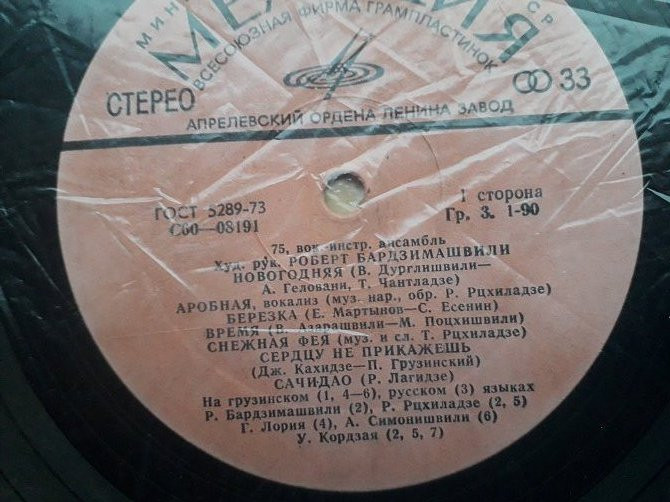 МИН СССР
МЕЛОДИЯ
ВСЕСОЮЗНАЯ ФИРМА ГРАМПЛАСТИНОК
СТЕРЕО
33
АПРЕЛЕВСКИЙ ОРДЕНА ЛЕНИНА ЗАВОД
ГОСТ 5289-73
1 сторона
С60—08191
Гр. 3. 1-90
75, вок.-инстр. ансамбль
Худ. рук. РОБЕРТ БАРДЗИМАШВИЛИ
НОВОГОДНЯЯ (В. Дурглишвили—
А. Геловани, Т. Чантладзе)
АРОБНАЯ, вокализ (муз. нар., обр. Р. Рцхиладзе)
БЕРЕЗКА (Е. Мартынов—С. Есенин)
ВРЕМЯ (В. Азарашвили—М. Поцхишвили)
СНЕЖНАЯ ФЕЯ (муз. и сл. Т. Рцхиладзе)
СЕРДЦУ НЕ ПРИКАЖЕШЬ
(Дж. Кахидзе—П. Грузинский)
САЧИДАО (Р. Лагидзе)
На грузинском (1, 4—6), русском (3) языках
Р. Бардзимашвили (2), Р. Рцхиладзе (2, 5)
Г. Лория (4), А. Симонишвили (6)
У. Кордзая (2, 5, 7)